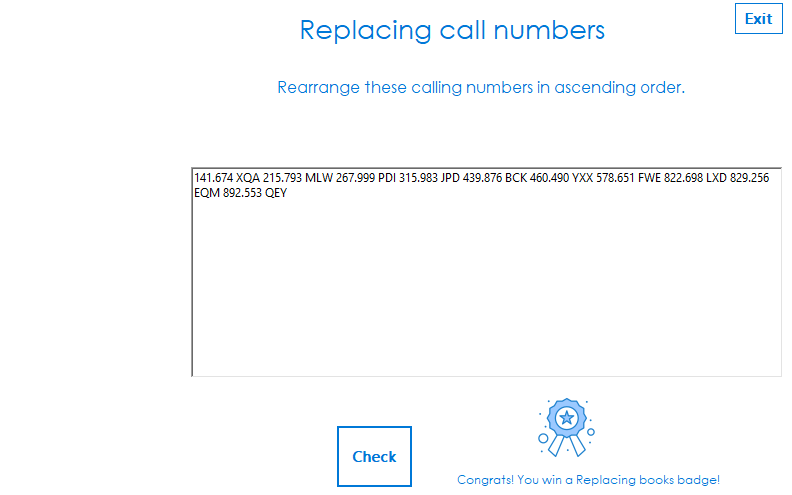 Replacing call numbers
Exit
Rearrange these calling numbers in ascending order.
141.674 XQA 215.793 MLW 267.999 PDI 315.983 JPD 439.876 BCK 460.490 YXX 578.651 FWE 822.698 LXD 829.256
EQM 892.553 QEY
Check
Congrats! You win a Replacing books badge!